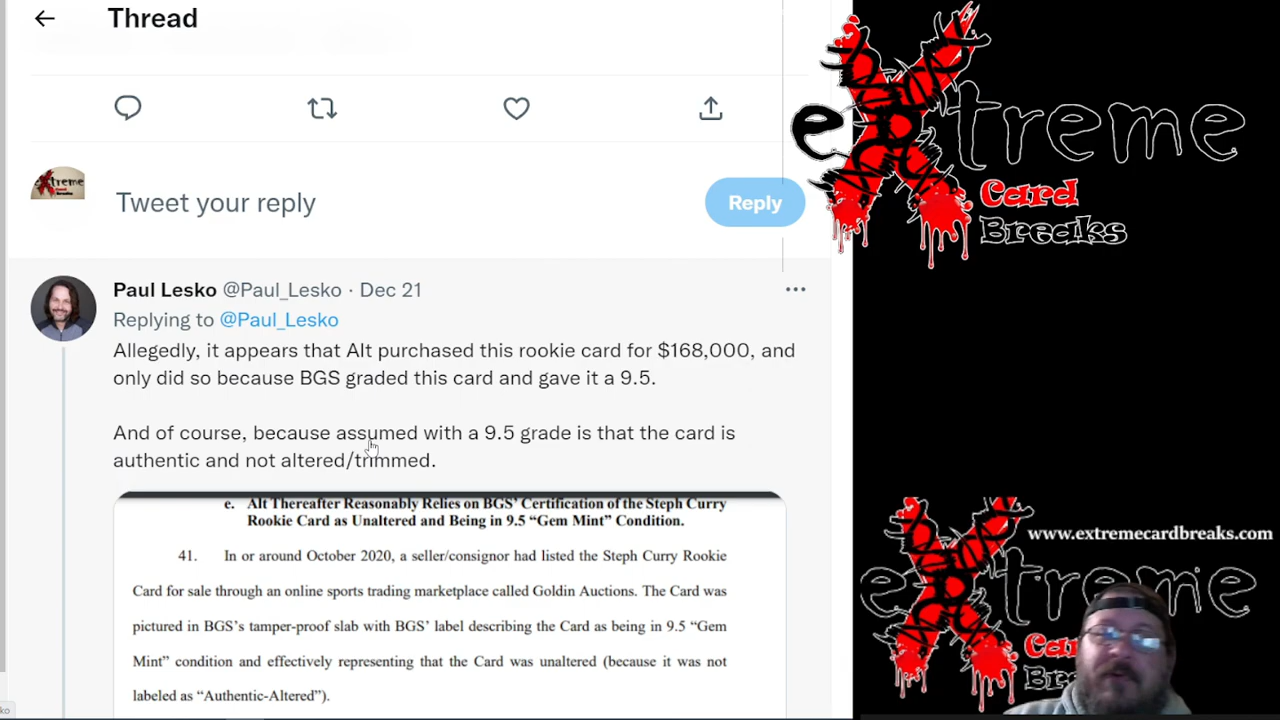 Thread
Tweet your reply
Reply
Paul Lesko @Paul_Lesko · Dec 21
Replying to @Paul_Lesko
Allegedly, it appears that Alt purchased this rookie card for $168,000, and
only did so because BGS graded this card and gave it a 9.5.
And of course, because assumed with a 9.5 grade is that the card is
authentic and not altered/trimmed.
e. Alt Thereafter Reasonably Relies on BGS’ Certification of the Steph Curry
Rookie Card as Unaltered and Being in 9.5 “Gem Mint” Condition.
41. In or around October 2020, a seller/consignor had listed the Steph Curry Rookie
Card for sale through an online sports trading marketplace called Goldin Auctions. The Card was
pictured in BGS’s tamper-proof slab with BGS’ label describing the Card as being in 9.5 “Gem
Mint” condition and effectively representing that the Card was unaltered (because it was not
labeled as “Authentic-Altered”).
eXtreme
Card
Breaks
www.extremecardbreaks.com
eXtreme